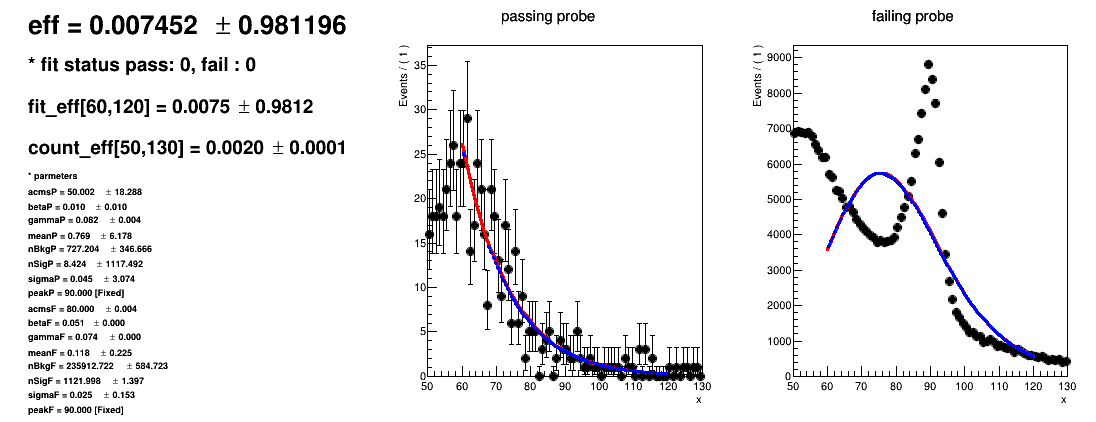 eff = 0.007452 ± 0.981196
* fit status pass: 0, fail : 0
fit_eff[60,120] = 0.0075 ± 0.9812
count_eff[50,130] = 0.0020 ± 0.0001
* parmeters
acmsP = 50.002 ± 18.288
betaP = 0.010 ± 0.010
gammaP = 0.082 ± 0.004
meanP = 0.769 ± 6.178
nBkgP = 727.204 ± 346.666
nSigP = 8.424 ± 1117.492
sigmaP = 0.045 ± 3.074
peakP = 90.000 [Fixed]
acmsF = 80.000 ± 0.004
betaF = 0.051 ± 0.000
gammaF = 0.074 ± 0.000
meanF = 0.118 ± 0.225
nBkgF = 235912.722 ± 584.723
nSigF = 1121.998 ± 1.397
sigmaF = 0.025 ± 0.153
peakF = 90.000 [Fixed]
passing probe
Events / ( 1 )
35
30
25
20
15
10
5
0
50 60 70 80 90 100 110 120 130
x
failing probe
Events / ( 1 )
9000
8000
7000
6000
5000
4000
3000
2000
1000
0
50 60 70 80 90 100 110 120 130
x